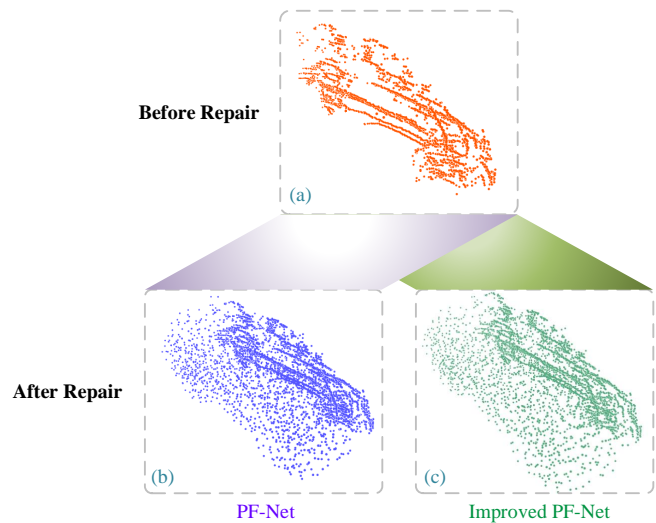 Before Repair
(a)
After Repair
(b)
(c)
PF-Net
Improved PF-Net